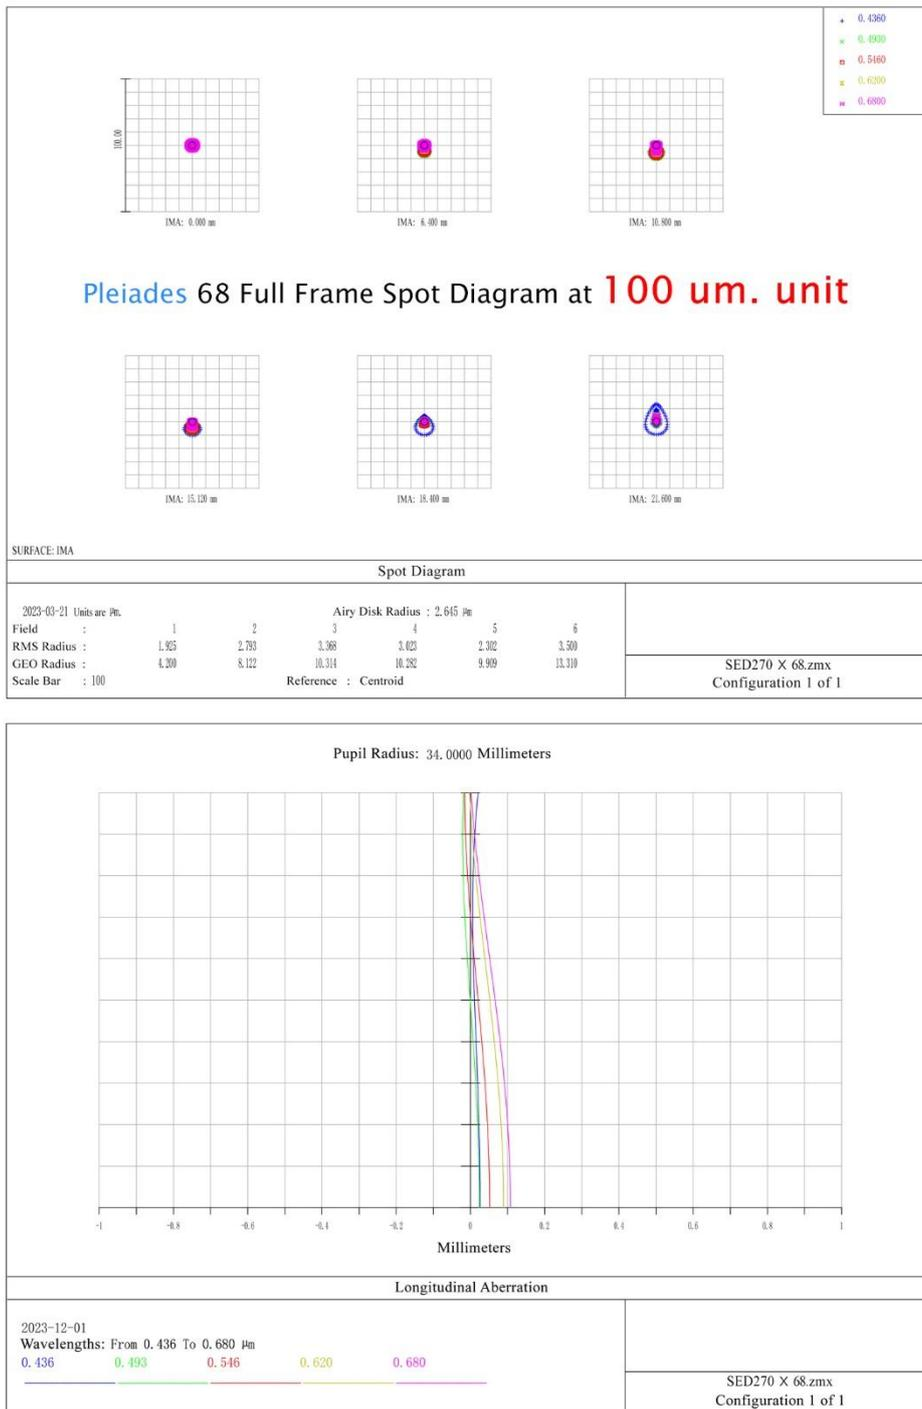 0.4360
0.4930
0.5460
0.6200
0.6800
100.00
IMA: 0.000 mm
IMA: 6.400 mm
IMA: 10.800 mm
Pleiades 68 Full Frame Spot Diagram at 100 um. unit
IMA: 15.120 mm
IMA: 18.400 mm
IMA: 21.600 mm
SURFACE: IMA
Spot Diagram
2023-03-21 Units are µm. Airy Disk Radius : 2.645 µm
Field : 1 2 3 4 5 6
RMS Radius : 1.925 2.793 3.368 3.023 2.302 3.500
GEO Radius : 4.200 8.122 10.314 10.282 9.909 13.310
Scale Bar : 100 Reference : Centroid
SED270 X 68.zmx
Configuration 1 of 1
Pupil Radius: 34.0000 Millimeters
-1 -0.8 -0.6 -0.4 -0.2 0 0.2 0.4 0.6 0.8 1
Millimeters
Longitudinal Aberration
2023-12-01
Wavelengths: From 0.436 To 0.680 µm
0.436 0.493 0.546 0.620 0.680
SED270 X 68.zmx
Configuration 1 of 1